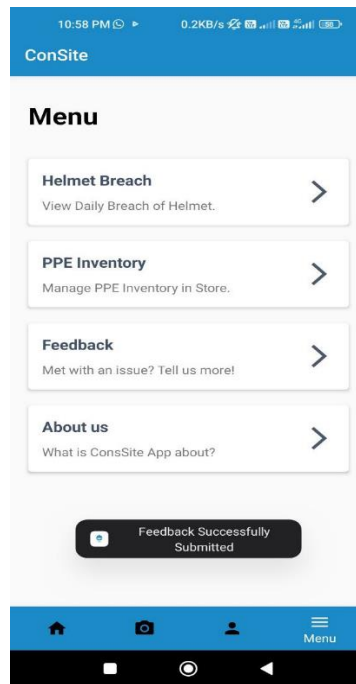 10:58 PM 0.2KB/s 4G 58
ConSite
Menu
Helmet Breach
View Daily Breach of Helmet.
PPE Inventory
Manage PPE Inventory in Store.
Feedback
Met with an issue? Tell us more!
About us
What is ConsSite App about?
Feedback Successfully
Submitted
Menu